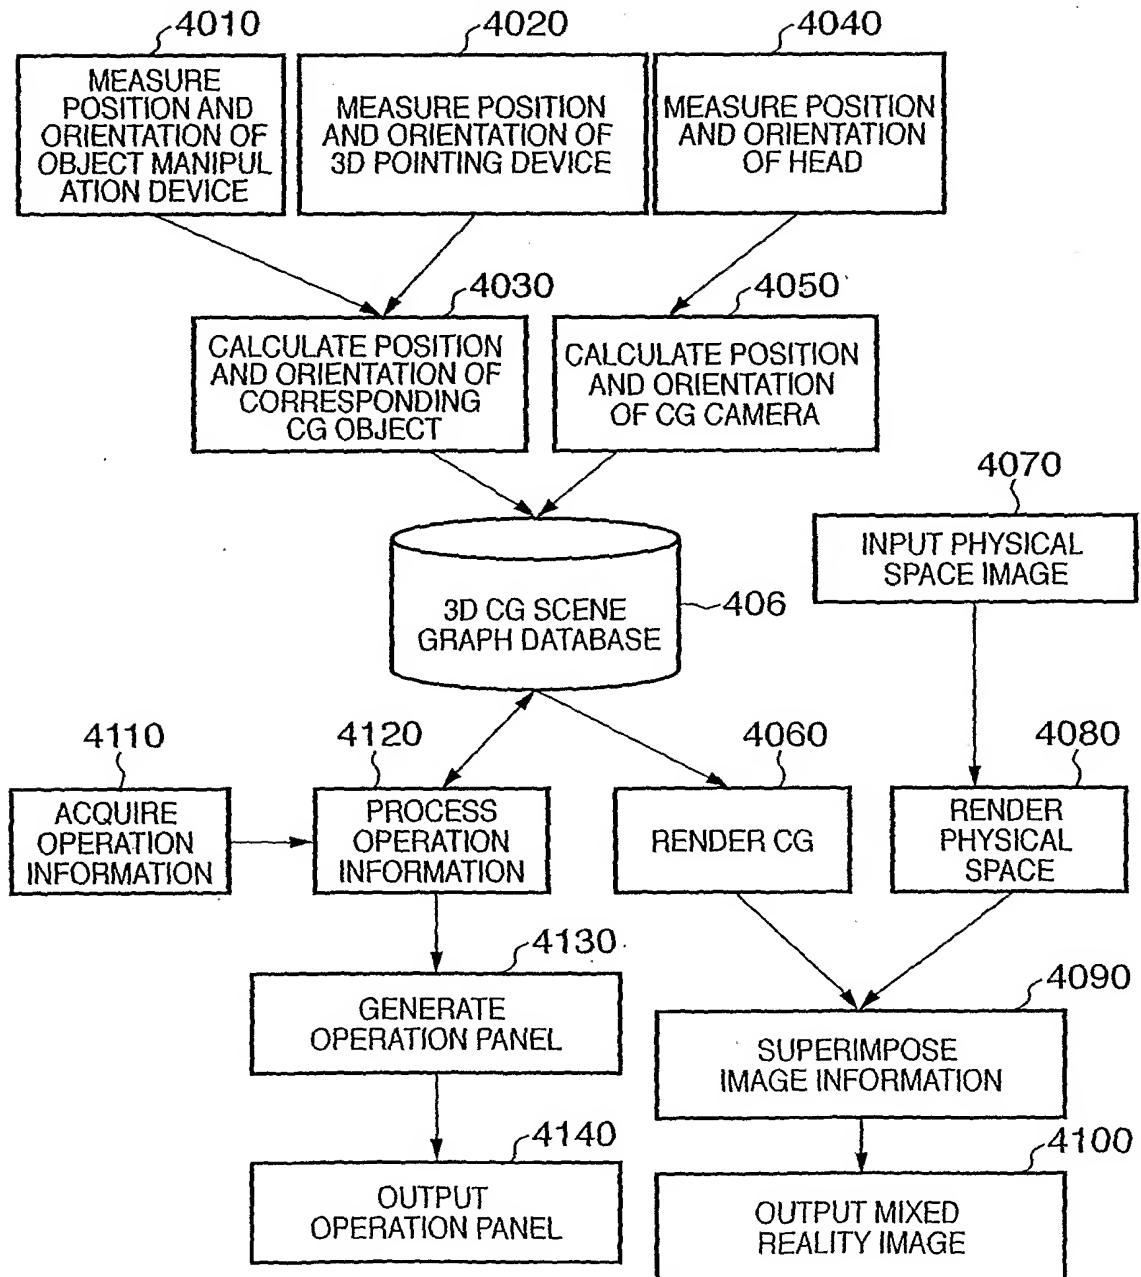 4010
MEASURE
POSITION AND
ORIENTATION OF
OBJECT MANIPUL
ATION DEVICE
4020
MEASURE POSITION
AND ORIENTATION OF
3D POINTING DEVICE
4040
MEASURE POSITION
AND ORIENTATION
OF HEAD
4030
CALCULATE POSITION
AND ORIENTATION OF
CORRESPONDING
CG OBJECT
4050
CALCULATE POSITION
AND ORIENTATION
OF CG CAMERA
406
3D CG SCENE
GRAPH DATABASE
4070
INPUT PHYSICAL
SPACE IMAGE
4110
ACQUIRE
OPERATION
INFORMATION
4120
PROCESS
OPERATION
INFORMATION
4060
RENDER CG
4080
RENDER
PHYSICAL
SPACE
4130
GENERATE
OPERATION PANEL
4090
SUPERIMPOSE
IMAGE INFORMATION
4140
OUTPUT
OPERATION PANEL
4100
OUTPUT MIXED
REALITY IMAGE